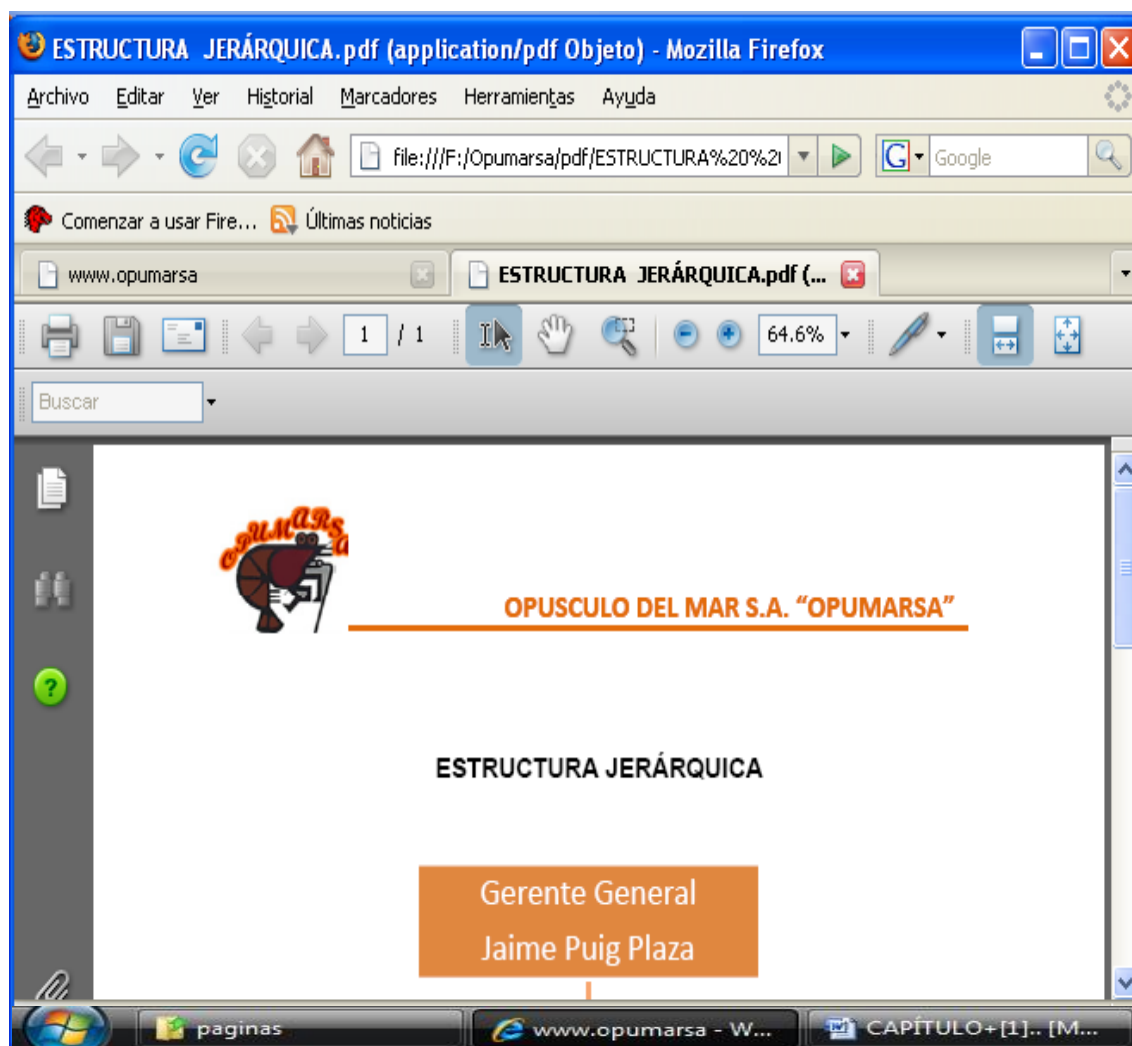 ESTRUCTURA JERÁRQUICA.pdf (application/pdf Objeto) - Mozilla Firefox
Archivo Editar Ver Historial Marcadores Herramientas Ayuda
file:///F:/Opumarsa/pdf/ESTRUCTURA%20%2 G Google
Comenzar a usar Fire... Últimas noticias
www.opumarsa ESTRUCTURA JERÁRQUICA.pdf (...
1 / 1 64.6%
Buscar
OPUMARSA
OPUSCULO DEL MAR S.A. “OPUMARSA”
ESTRUCTURA JERÁRQUICA
Gerente General
Jaime Puig Plaza
paginas www.opumarsa - W... CAPÍTULO+[1].. [M...